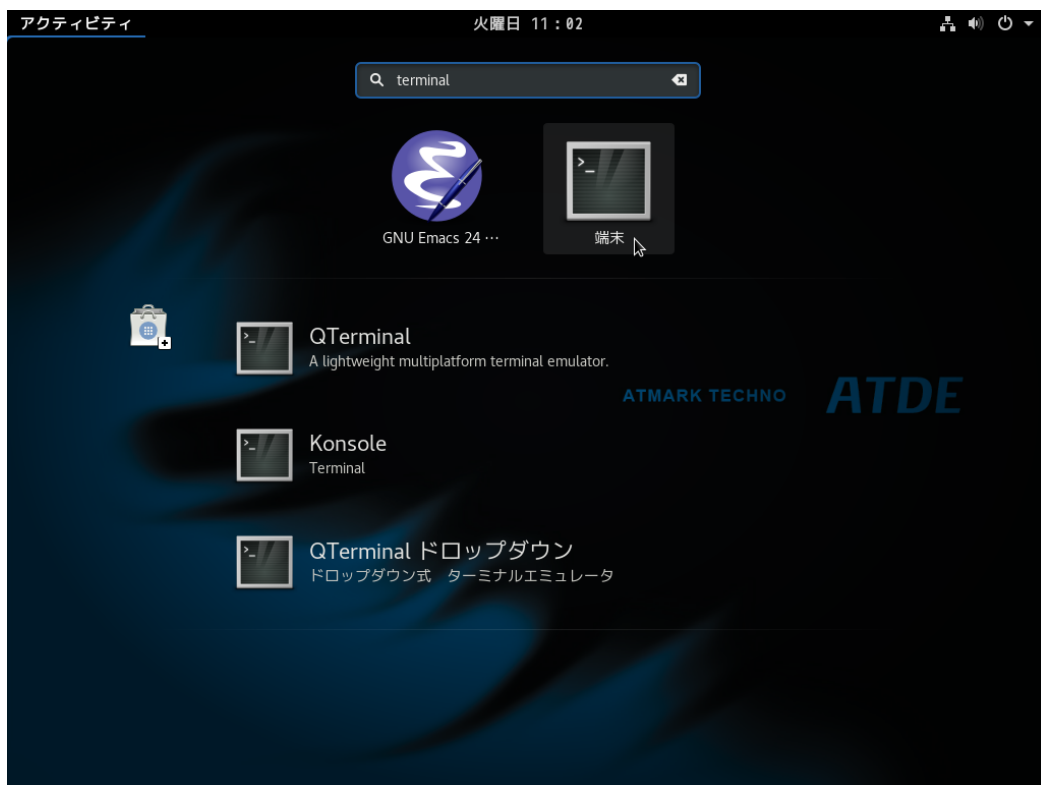 アクティビティ
火曜日 11：02
terminal
GNU Emacs 24 …
端末
QTerminal
A lightweight multiplatform terminal emulator.
ATMARK TECHNO
ATDE
Konsole
Terminal
QTerminal ドロップダウン
ドロップダウン式　ターミナルエミュレータ